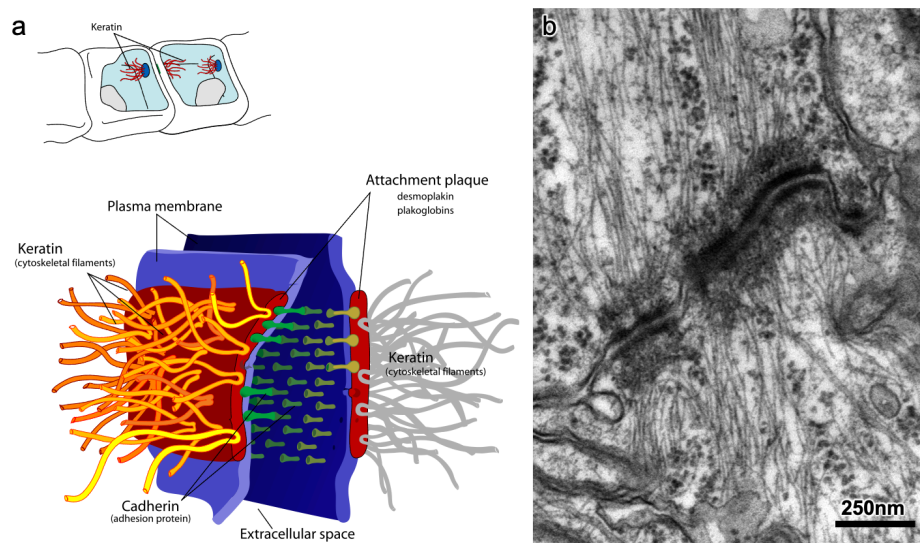 a
Keratin
Attachment plaque
desmoplakin
plakoglobins
Plasma membrane
Keratin
(cytoskeletal filaments)
Keratin
(cytoskeletal filaments)
Cadherin
(adhesion protein)
Extracellular space
b
250nm